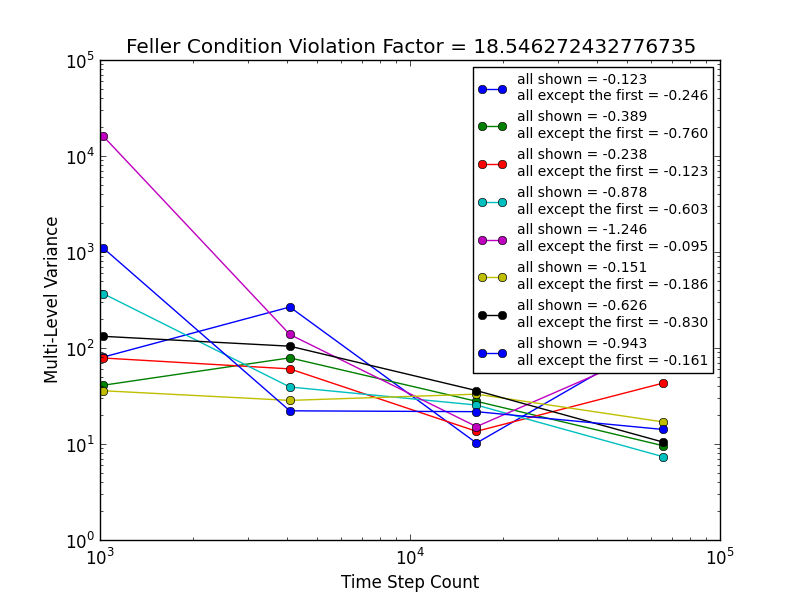 Feller Condition Violation Factor = 18.546272432776735
10^5
10^4
10^3
10^2
10^1
10^0
Multi-Level Variance
all shown = -0.123
all except the first = -0.246
all shown = -0.389
all except the first = -0.760
all shown = -0.238
all except the first = -0.123
all shown = -0.878
all except the first = -0.603
all shown = -1.246
all except the first = -0.095
all shown = -0.151
all except the first = -0.186
all shown = -0.626
all except the first = -0.830
all shown = -0.943
all except the first = -0.161
10^3 10^4 10^5
Time Step Count